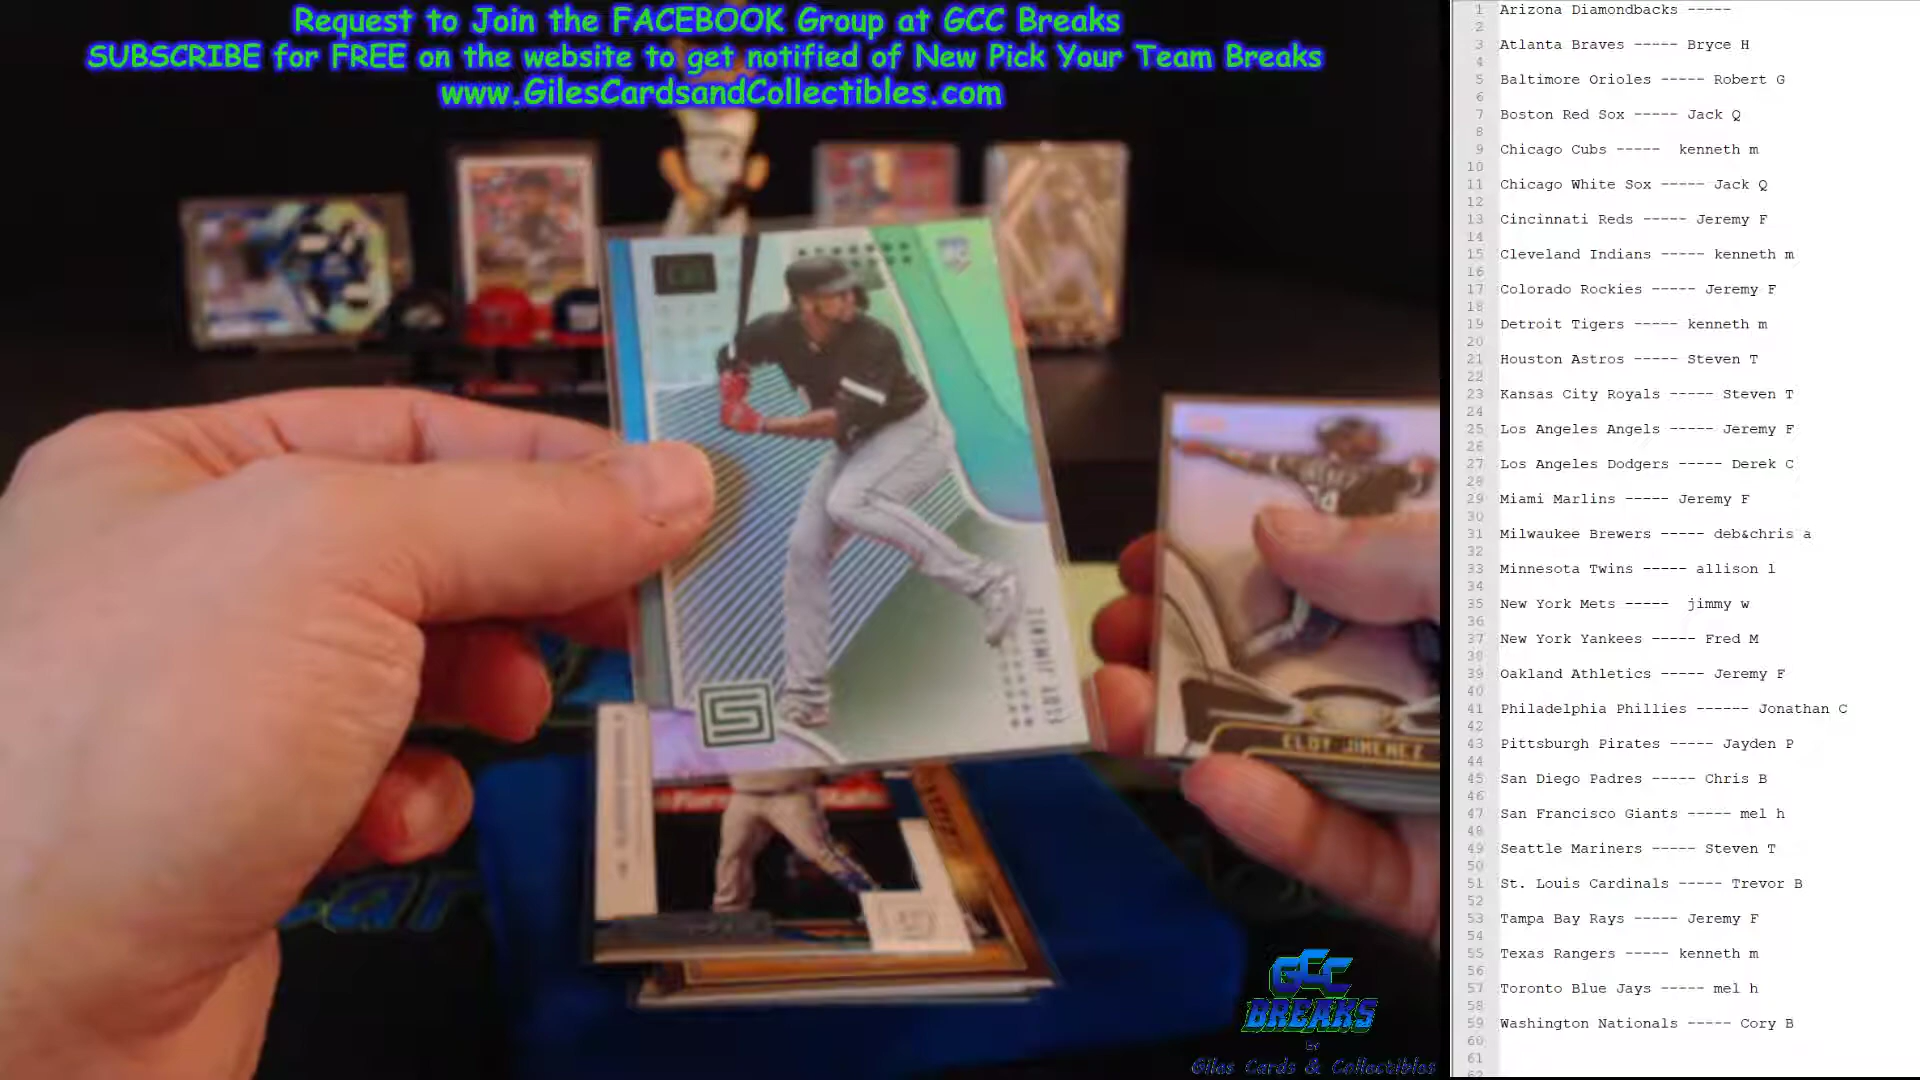 Request to Join the FACEBOOK Group at GCC Breaks
SUBSCRIBE for FREE on the website to get notified of New Pick Your Team Breaks
www.GilesCardsandCollectibles.com
RC
ELOY JIMENEZ
ELOY JIMENEZ
GCC
BREAKS
BY
Giles Cards & Collectibles
1 Arizona Diamondbacks -----
2
3 Atlanta Braves ----- Bryce H
4
5 Baltimore Orioles ----- Robert G
6
7 Boston Red Sox ----- Jack Q
8
9 Chicago Cubs ----- kenneth m
10
11 Chicago White Sox ----- Jack Q
12
13 Cincinnati Reds ----- Jeremy F
14
15 Cleveland Indians ----- kenneth m
16
17 Colorado Rockies ----- Jeremy F
18
19 Detroit Tigers ----- kenneth m
20
21 Houston Astros ----- Steven T
22
23 Kansas City Royals ----- Steven T
24
25 Los Angeles Angels ----- Jeremy F
26
27 Los Angeles Dodgers ----- Derek C
28
29 Miami Marlins ----- Jeremy F
30
31 Milwaukee Brewers ----- deb&chris a
32
33 Minnesota Twins ----- allison l
34
35 New York Mets ----- jimmy w
36
37 New York Yankees ----- Fred M
38
39 Oakland Athletics ----- Jeremy F
40
41 Philadelphia Phillies ------ Jonathan C
42
43 Pittsburgh Pirates ----- Jayden P
44
45 San Diego Padres ----- Chris B
46
47 San Francisco Giants ----- mel h
48
49 Seattle Mariners ----- Steven T
50
51 St. Louis Cardinals ----- Trevor B
52
53 Tampa Bay Rays ----- Jeremy F
54
55 Texas Rangers ----- kenneth m
56
57 Toronto Blue Jays ----- mel h
58
59 Washington Nationals ----- Cory B
60
61
62